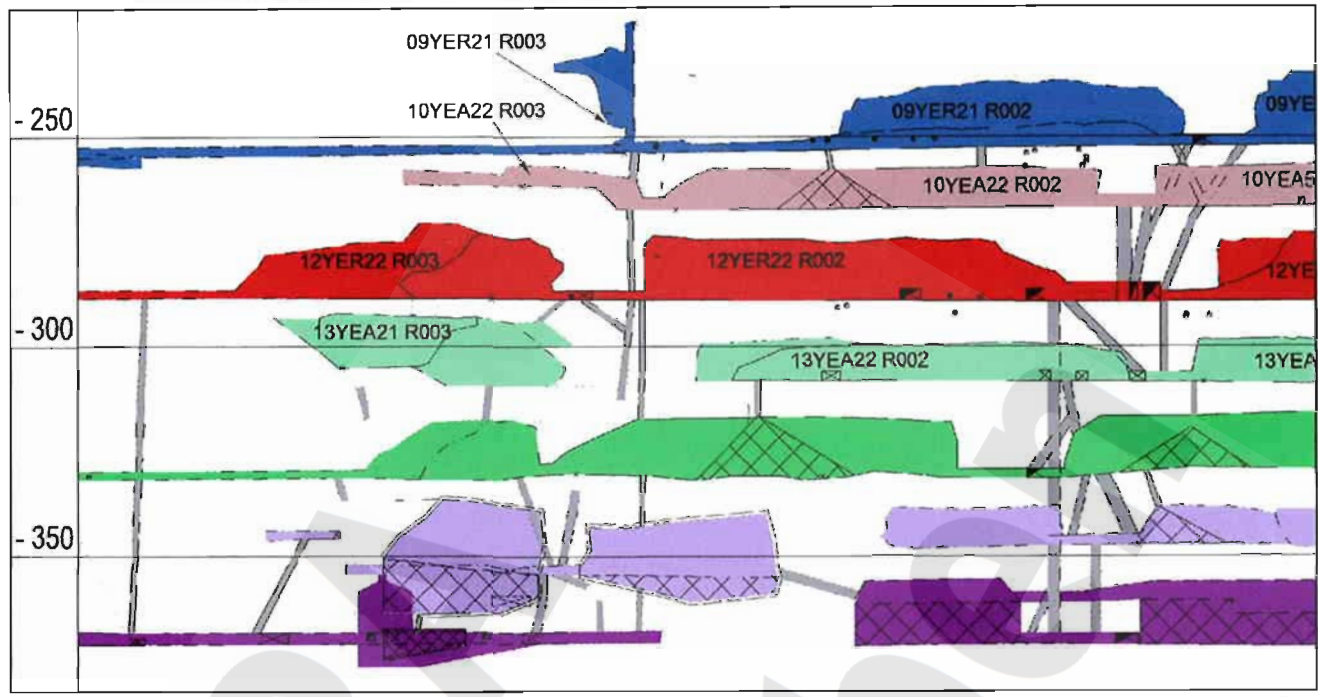 09YER21 R003
10YEA22 R003
- 250
09YER21 R002
09YE
10YEA22 R002
10YEA5
12YER22 R003
12YER22 R002
12YE
- 300
13YEA21 R003
13YEA22 R002
13YEA
- 350